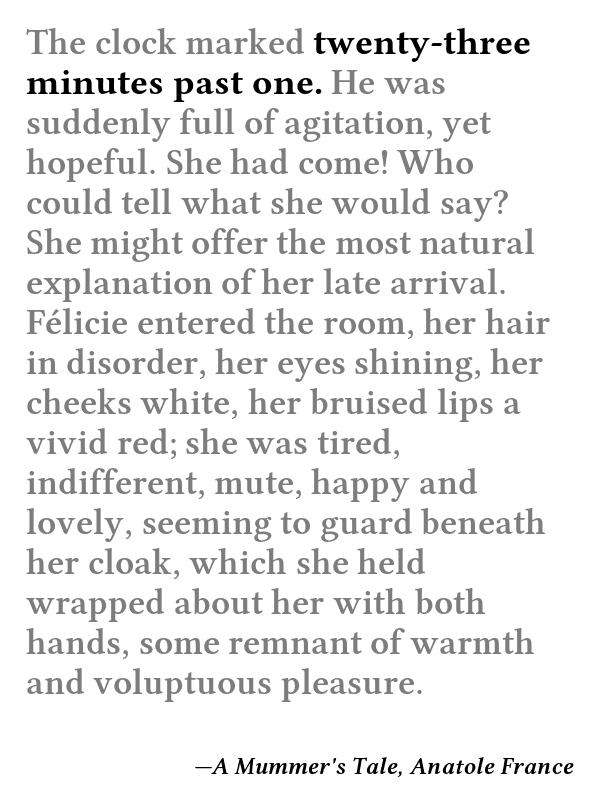 The clock marked twenty-three
minutes past one. He was
suddenly full of agitation, yet
hopeful. She had come! Who
could tell what she would say?
She might offer the most natural
explanation of her late arrival.
Félicie entered the room, her hair
in disorder, her eyes shining, her
cheeks white, her bruised lips a
vivid red; she was tired,
indifferent, mute, happy and
lovely, seeming to guard beneath
her cloak, which she held
wrapped about her with both
hands, some remnant of warmth
and voluptuous pleasure.
—A Mummer's Tale, Anatole France